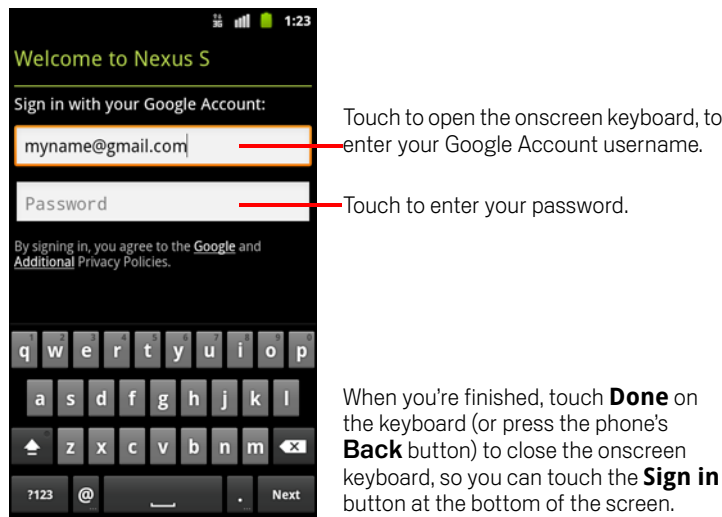 1:23
Welcome to Nexus S
Sign in with your Google Account:
myname@gmail.com
Password
By signing in, you agree to the Google and
Additional Privacy Policies.
q w e r t y u i o p
a s d f g h j k l
z x c v b n m
?123 @ . Next
Touch to open the onscreen keyboard, to
enter your Google Account username.
Touch to enter your password.
When you’re finished, touch Done on
the keyboard (or press the phone’s
Back button) to close the onscreen
keyboard, so you can touch the Sign in
button at the bottom of the screen.